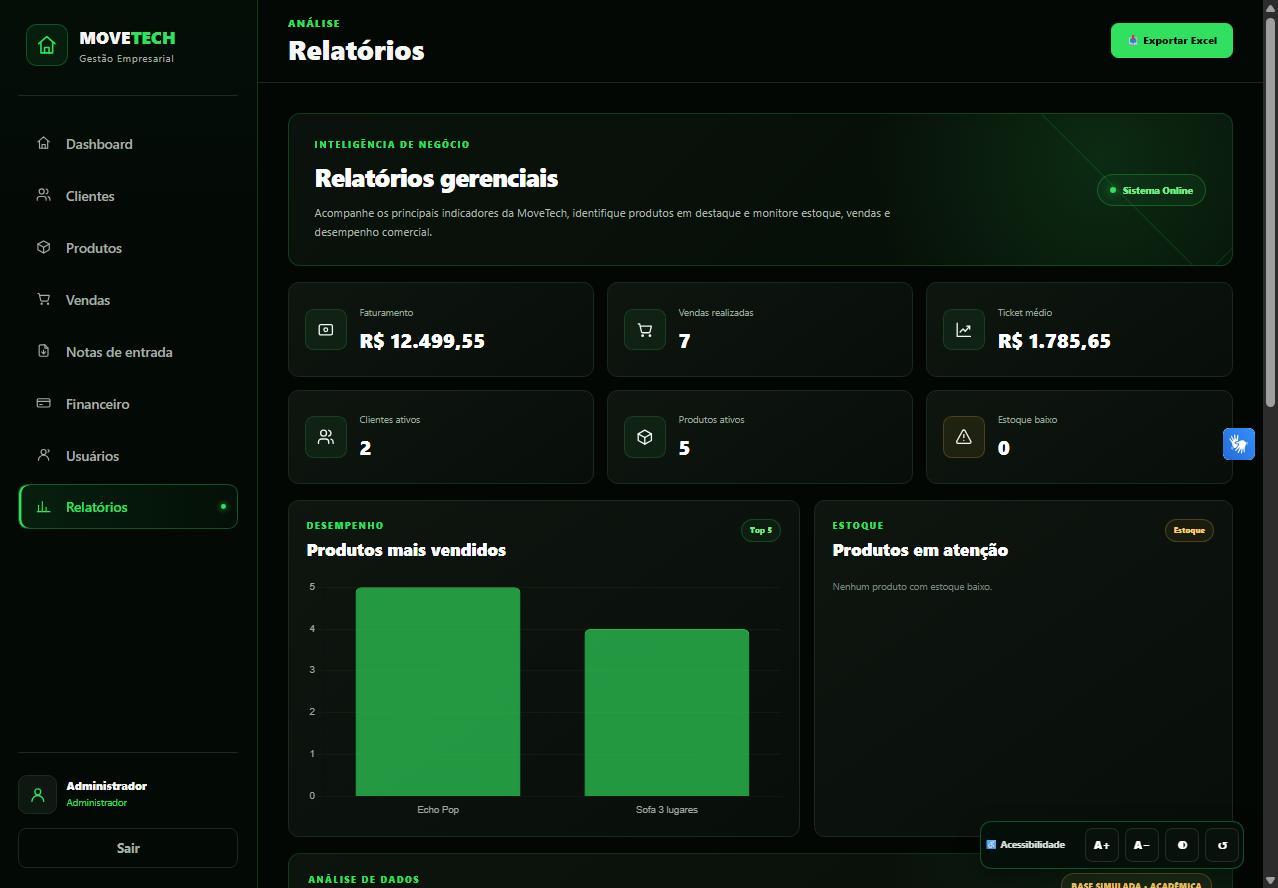 MOVETECH
Gestão Empresarial
Dashboard
Clientes
Produtos
Vendas
Notas de entrada
Financeiro
Usuários
Relatórios
Administrador
Administrador
Sair
ANÁLISE
Relatórios
Exportar Excel
INTELIGÊNCIA DE NEGÓCIO
Relatórios gerenciais
Acompanhe os principais indicadores da MoveTech, identifique produtos em destaque e monitore estoque, vendas e
desempenho comercial.
Sistema Online
Faturamento
R$ 12.499,55
Vendas realizadas
7
Ticket médio
R$ 1.785,65
Clientes ativos
2
Produtos ativos
5
Estoque baixo
0
DESEMPENHO
Produtos mais vendidos
Top 5
5
4
3
2
1
0
Echo Pop
Sofa 3 lugares
ESTOQUE
Produtos em atenção
Estoque
Nenhum produto com estoque baixo.
ANÁLISE DE DADOS
BASE SIMULADA • ACADÊMICA
Acessibilidade
A+
A−